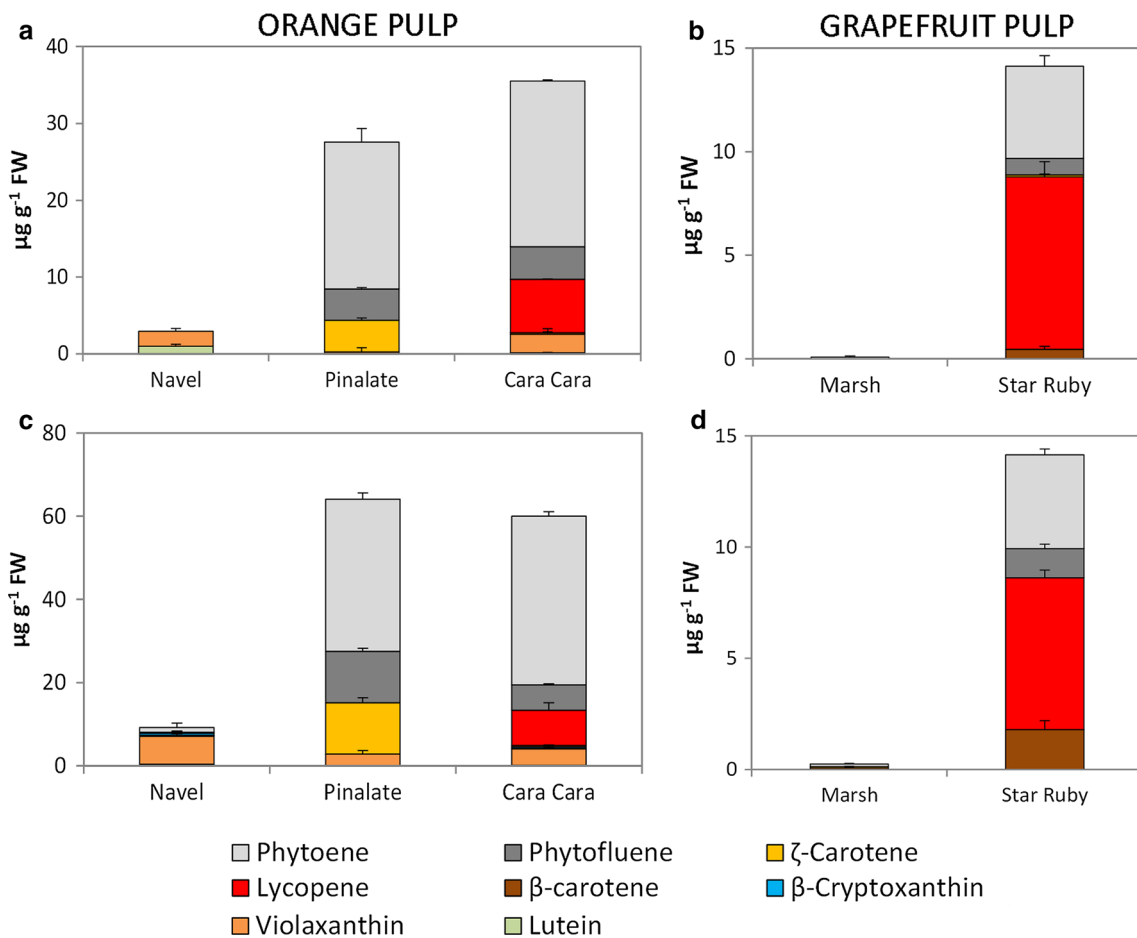 a
ORANGE PULP
b
GRAPEFRUIT PULP
40
30
20
10
0
µg g⁻¹ FW
Navel
Pinalate
Cara Cara
15
10
5
0
µg g⁻¹ FW
Marsh
Star Ruby
c
80
60
40
20
0
µg g⁻¹ FW
Navel
Pinalate
Cara Cara
d
15
10
5
0
µg g⁻¹ FW
Marsh
Star Ruby
Phytoene
Phytofluene
ζ-Carotene
Lycopene
β-carotene
β-Cryptoxanthin
Violaxanthin
Lutein